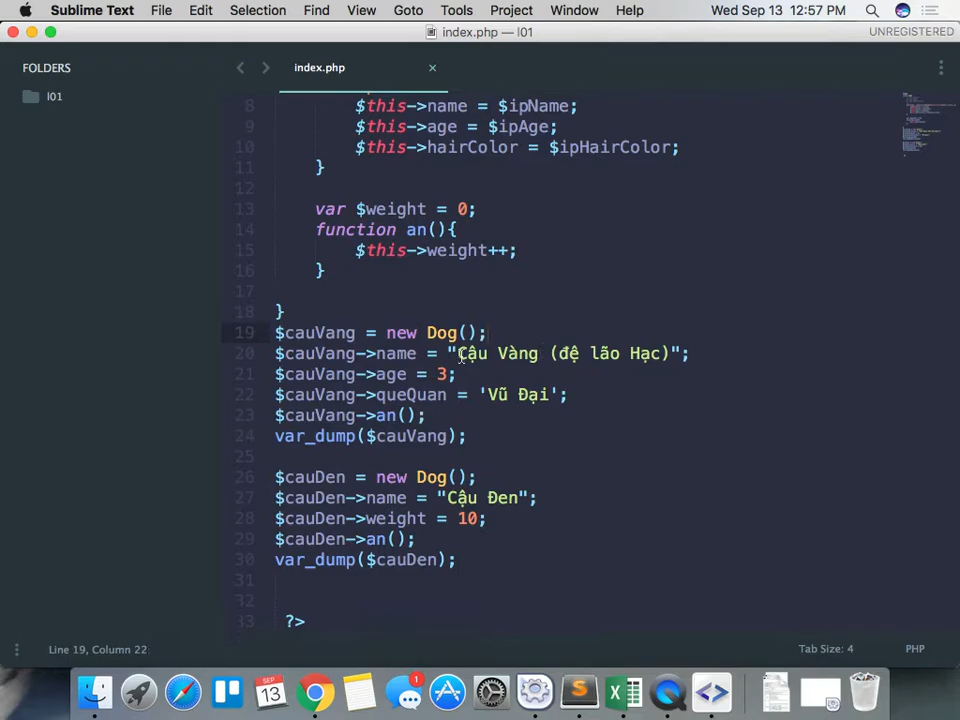 Sublime Text File Edit Selection Find Goto Tools Project Window Help Wed Sep 13 12:57 PM
index.php — l01 UNREGISTERED
FOLDERS
index.php
l01
8 $this->name = $ipName;
9 $this->age = $ipAge;
10 $this->hairColor = $ipHairColor;
11 }
12
13 var $weight = 0;
14 function an(){
15 $this->weight++;
16 }
17
18 }
19 $cauVang = new Dog();
20 $cauVang->name = "Cậu Vàng (đệ lão Hạc)";
21 $cauVang->age = 3;
22 $cauVang->queQuan = 'Vũ Đại';
23 $cauVang->an();
24 var_dump($cauVang);
25
26 $cauDen = new Dog();
27 $cauDen->name = "Cậu Đen";
28 $cauDen->weight = 10;
29 $cauDen->an();
30 var_dump($cauDen);
31
32
33 ?>
Line 19, Column 22 Tab Size: 4 PHP
SEP
13
1